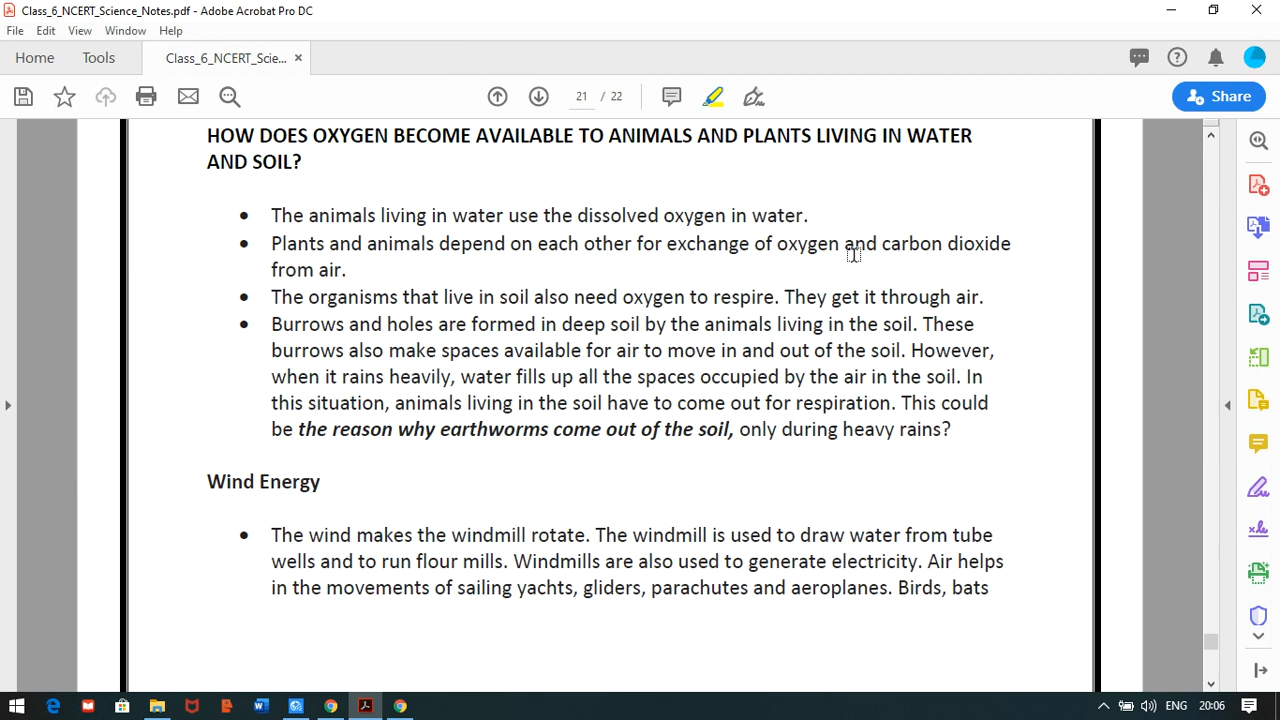 Class_6_NCERT_Science_Notes.pdf - Adobe Acrobat Pro DC
File Edit View Window Help
Home Tools Class_6_NCERT_Scie... ×
21 / 22
Share
HOW DOES OXYGEN BECOME AVAILABLE TO ANIMALS AND PLANTS LIVING IN WATER
AND SOIL?
• The animals living in water use the dissolved oxygen in water.
• Plants and animals depend on each other for exchange of oxygen and carbon dioxide
from air.
• The organisms that live in soil also need oxygen to respire. They get it through air.
• Burrows and holes are formed in deep soil by the animals living in the soil. These
burrows also make spaces available for air to move in and out of the soil. However,
when it rains heavily, water fills up all the spaces occupied by the air in the soil. In
this situation, animals living in the soil have to come out for respiration. This could
be the reason why earthworms come out of the soil, only during heavy rains?
Wind Energy
• The wind makes the windmill rotate. The windmill is used to draw water from tube
wells and to run flour mills. Windmills are also used to generate electricity. Air helps
in the movements of sailing yachts, gliders, parachutes and aeroplanes. Birds, bats
ENG 20:06